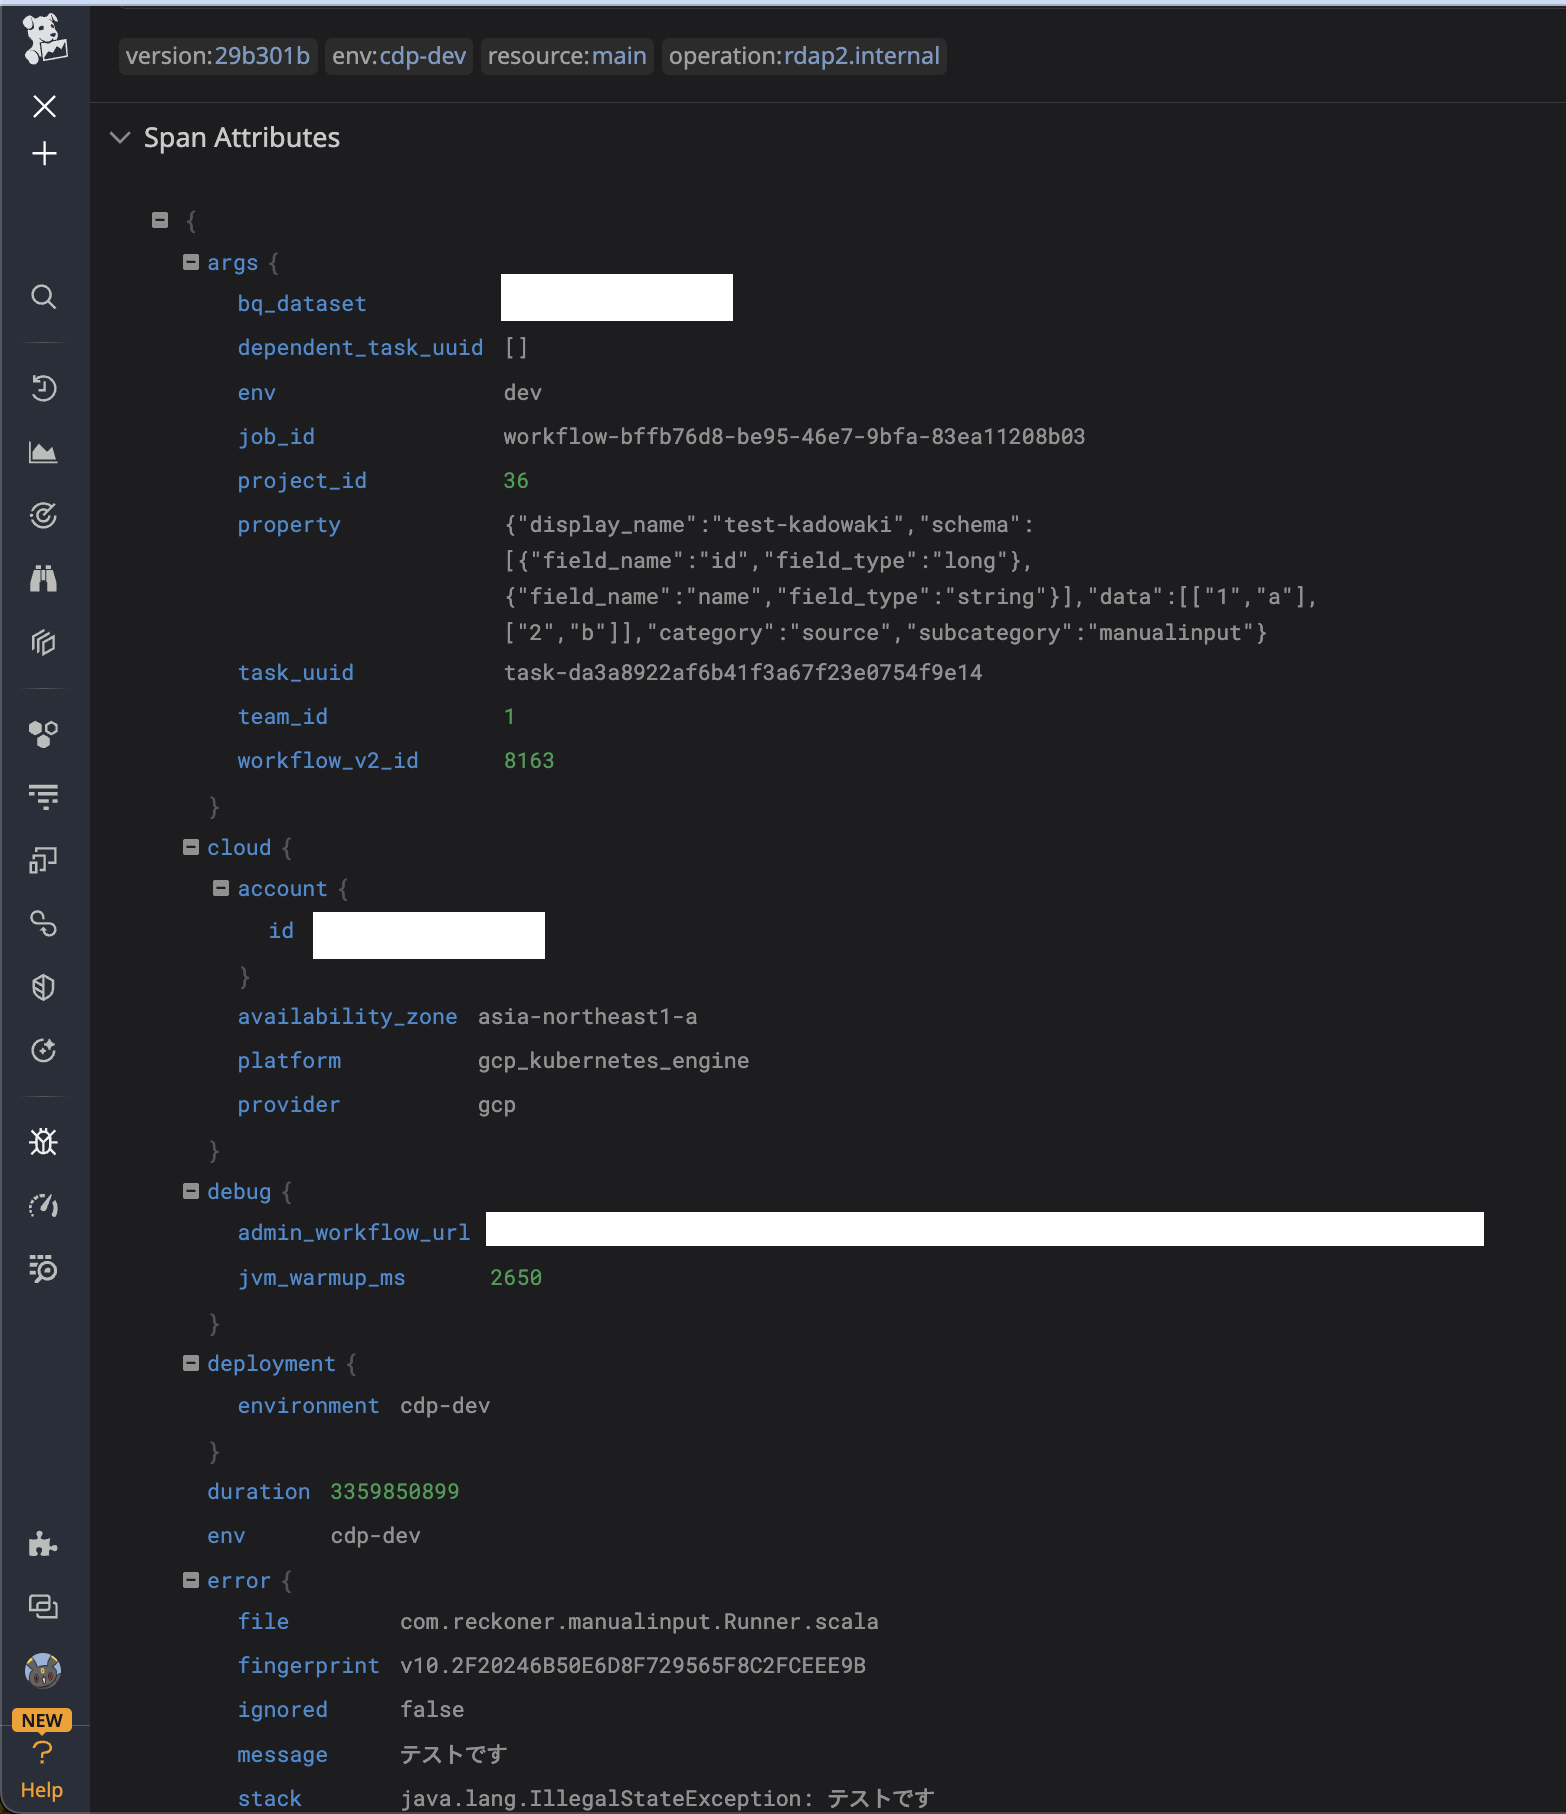 version:29b301b env:cdp-dev resource:main operation:rdap2.internal
Span Attributes
{
args {
bq_dataset
dependent_task_uuid []
env dev
job_id workflow-bffb76d8-be95-46e7-9bfa-83ea11208b03
project_id 36
property {"display_name":"test-kadowaki","schema":
[{"field_name":"id","field_type":"long"},
{"field_name":"name","field_type":"string"}],"data":[["1","a"],
["2","b"]],"category":"source","subcategory":"manualinput"}
task_uuid task-da3a8922af6b41f3a67f23e0754f9e14
team_id 1
workflow_v2_id 8163
}
cloud {
account {
id
}
availability_zone asia-northeast1-a
platform gcp_kubernetes_engine
provider gcp
}
debug {
admin_workflow_url
jvm_warmup_ms 2650
}
deployment {
environment cdp-dev
}
duration 3359850899
env cdp-dev
error {
file com.reckoner.manualinput.Runner.scala
fingerprint v10.2F20246B50E6D8F729565F8C2FCEEE9B
ignored false
message テストです
stack java.lang.IllegalStateException: テストです
NEW
?
Help